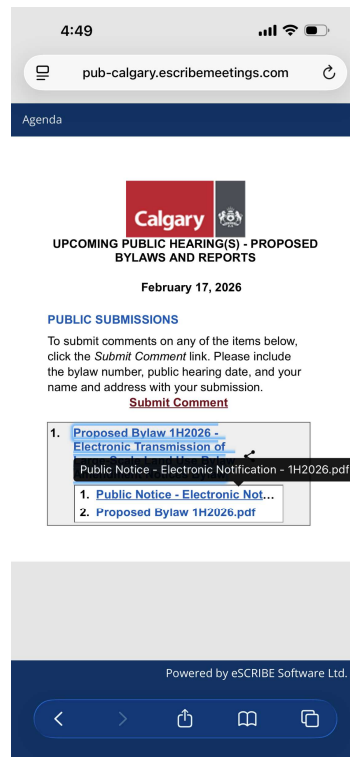 4:49
pub-calgary.escribemeetings.com
Agenda
Calgary
UPCOMING PUBLIC HEARING(S) - PROPOSED
BYLAWS AND REPORTS
February 17, 2026
PUBLIC SUBMISSIONS
To submit comments on any of the items below,
click the Submit Comment link. Please include
the bylaw number, public hearing date, and your
name and address with your submission.
Submit Comment
1. Proposed Bylaw 1H2026 -
Electronic Transmission of
Public Notice - Electronic Notification - 1H2026.pdf
1. Public Notice - Electronic Not...
2. Proposed Bylaw 1H2026.pdf
Powered by eSCRIBE Software Ltd.